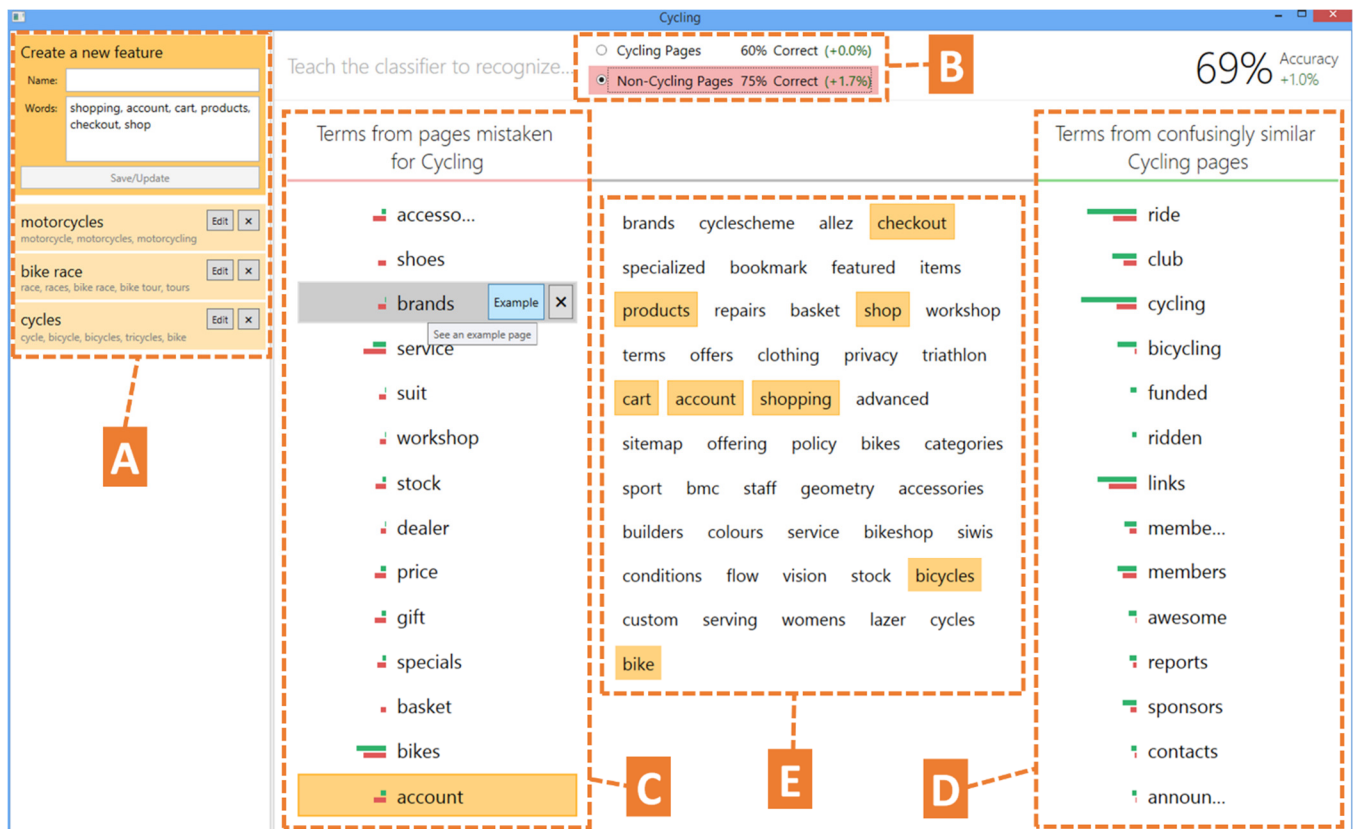 Cycling
Create a new feature
Name:
Words: shopping, account, cart, products,
checkout, shop
Save/Update
motorcycles Edit ×
motorcycle, motorcycles, motorcycling
bike race Edit ×
race, races, bike race, bike tour, tours
cycles Edit ×
cycle, bicycle, bicycles, tricycles, bike
A
Teach the classifier to recognize...
Cycling Pages 60% Correct (+0.0%)
Non-Cycling Pages 75% Correct (+1.7%)
B
69% Accuracy
+1.0%
Terms from pages mistaken
for Cycling
accesso...
shoes
brands Example ×
See an example page
service
suit
workshop
stock
dealer
price
gift
specials
basket
bikes
account
C
brands cyclescheme allez checkout
specialized bookmark featured items
products repairs basket shop workshop
terms offers clothing privacy triathlon
cart account shopping advanced
sitemap offering policy bikes categories
sport bmc staff geometry accessories
builders colours service bikeshop siwis
conditions flow vision stock bicycles
custom serving womens lazer cycles
bike
E
Terms from confusingly similar
Cycling pages
ride
club
cycling
bicycling
funded
ridden
links
membe...
members
awesome
reports
sponsors
contacts
announ...
D